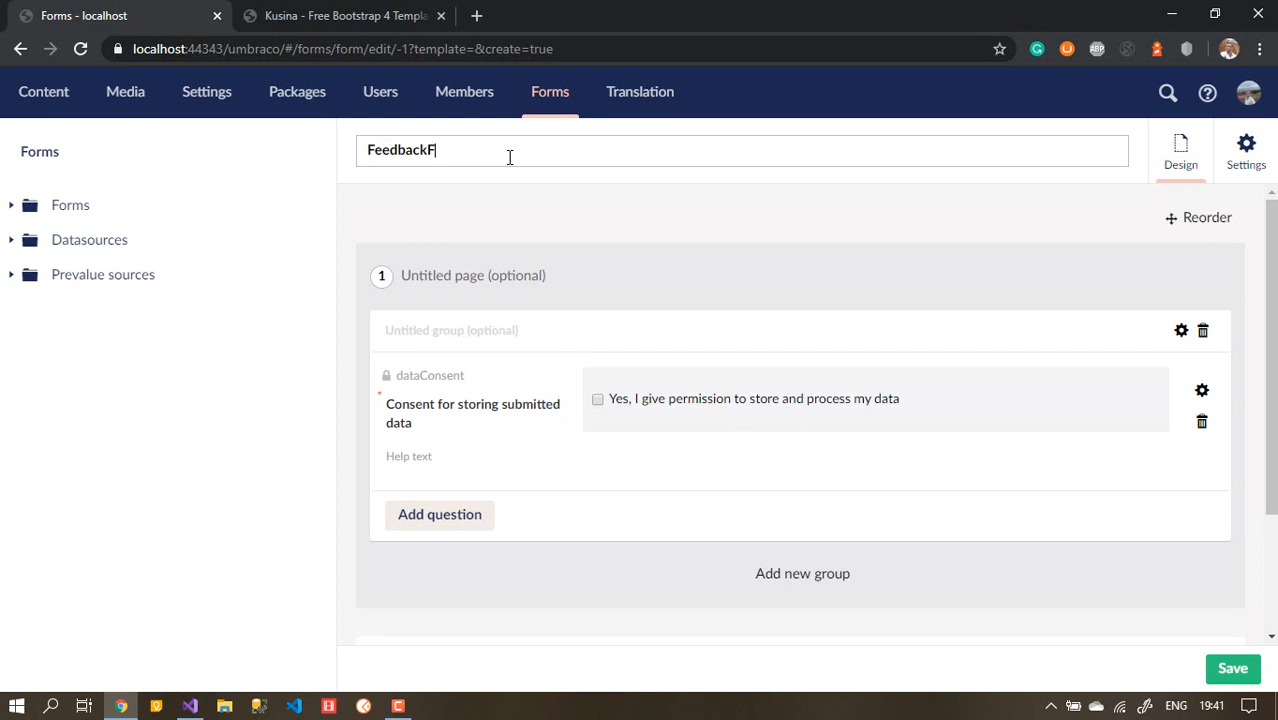 Forms - localhost
Kusina - Free Bootstrap 4 Templa
localhost:44343/umbraco/#/forms/form/edit/-1?template=&create=true
ABP
Content Media Settings Packages Users Members Forms Translation
Forms
FeedbackF
Design
Settings
Forms
Datasources
Prevalue sources
Reorder
1 Untitled page (optional)
Untitled group (optional)
dataConsent
* Consent for storing submitted
data
Yes, I give permission to store and process my data
Help text
Add question
Add new group
Save
ENG 19:41